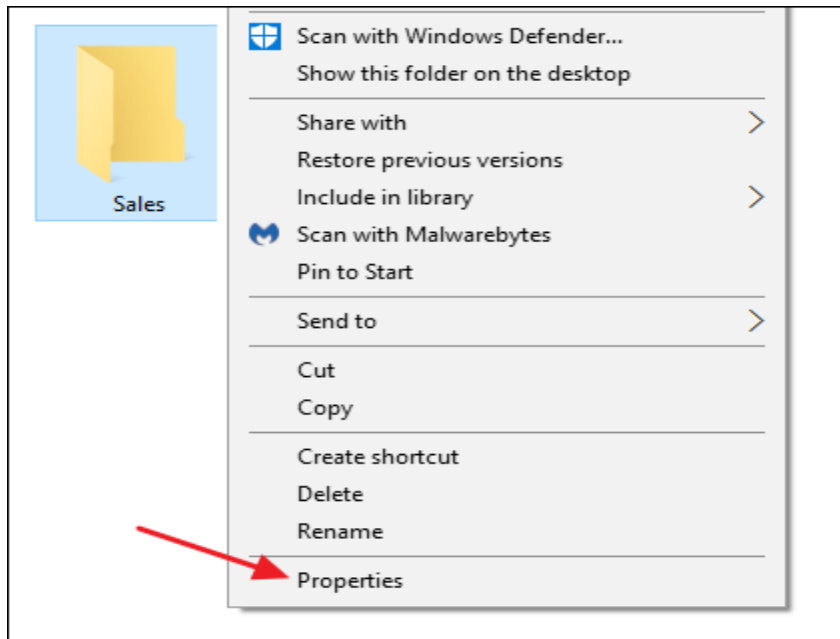 Scan with Windows Defender...
Show this folder on the desktop
Share with
Restore previous versions
Include in library
Sales
Scan with Malwarebytes
Pin to Start
Send to
Cut
Copy
Create shortcut
Delete
Rename
Properties